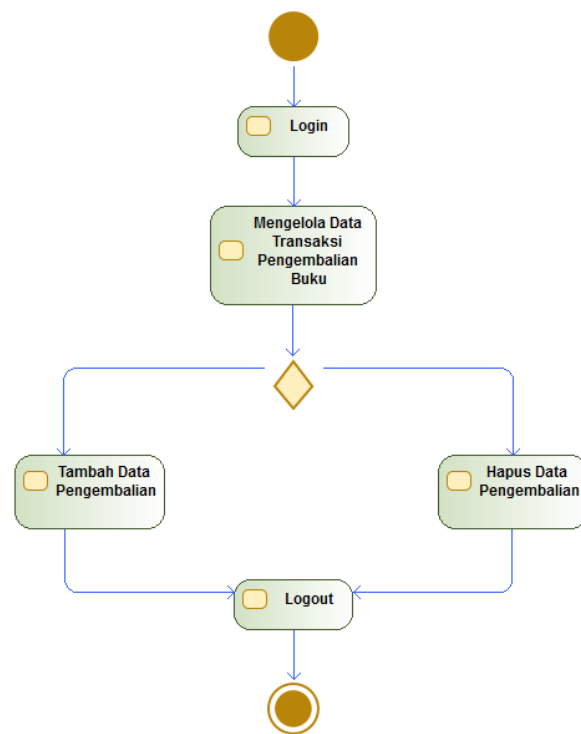 Login
Mengelola Data
Transaksi
Pengembalian
Buku
Tambah Data
Pengembalian
Hapus Data
Pengembalian
Logout